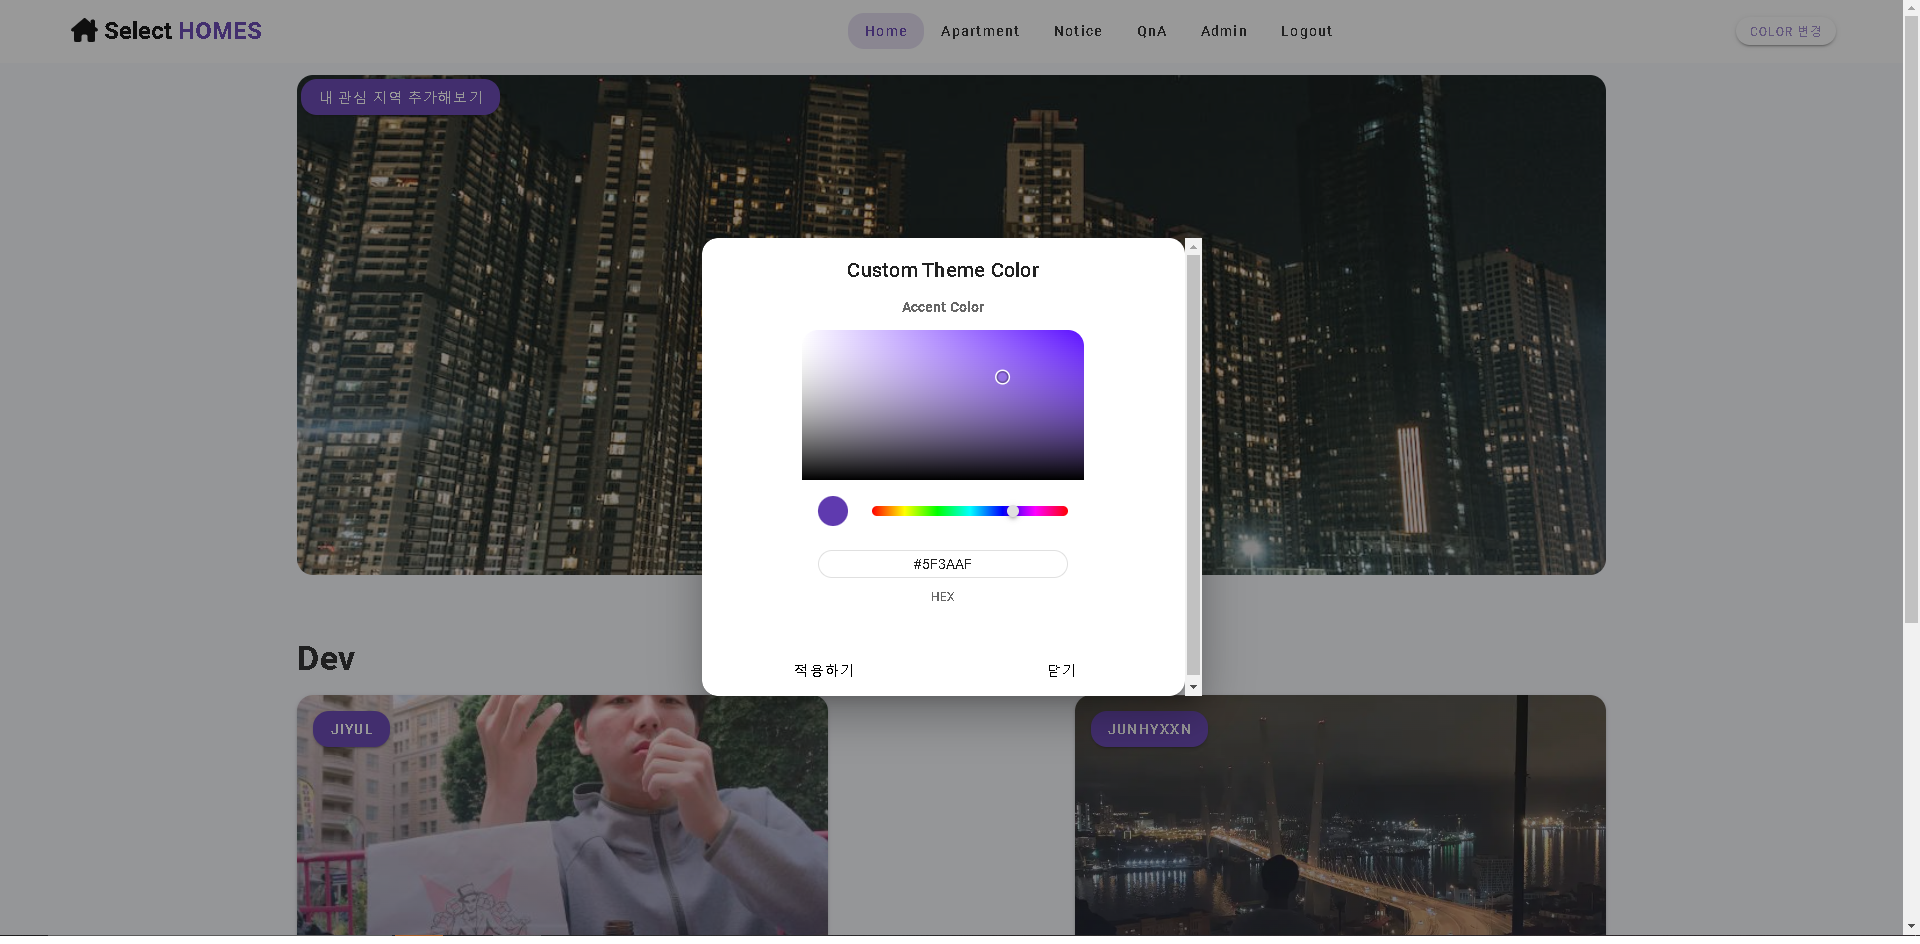 Select HOMES
Home Apartment Notice QnA Admin Logout
COLOR 변경
내 관심 지역 추가해보기
Custom Theme Color
Accent Color
#5F3AAF
HEX
적용하기 닫기
Dev
JIYUL
JUNHYXXN